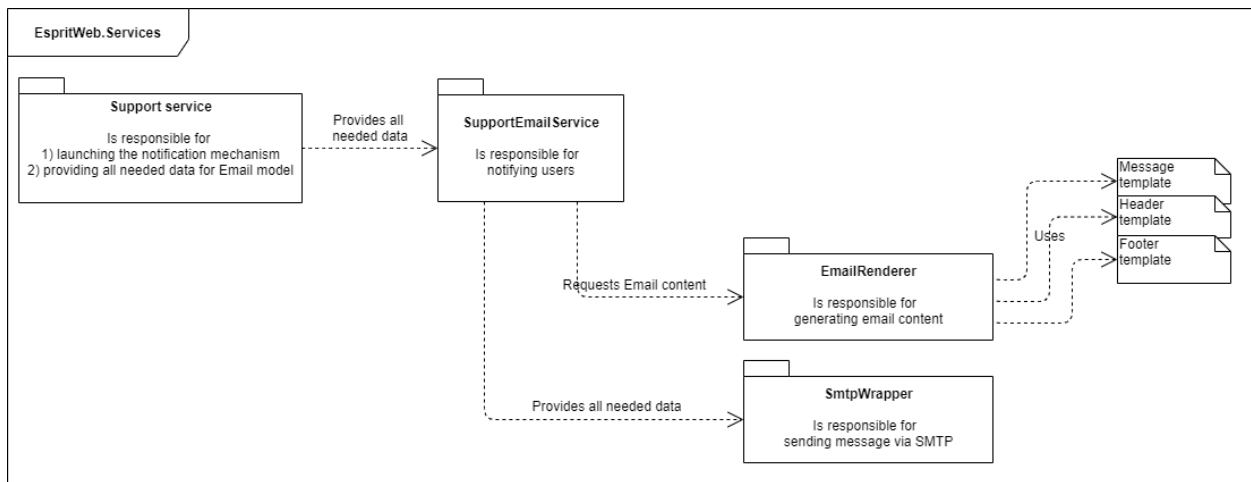 EspritWeb.Services
Support service
Is responsible for
1) launching the notification mechanism
2) providing all needed data for Email model
Provides all
needed data
SupportEmailService
Is responsible for
notifying users
Message
template
Header
template
Footer
template
Uses
Requests Email content
EmailRenderer
Is responsible for
generating email content
Provides all needed data
SmtpWrapper
Is responsible for
sending message via SMTP